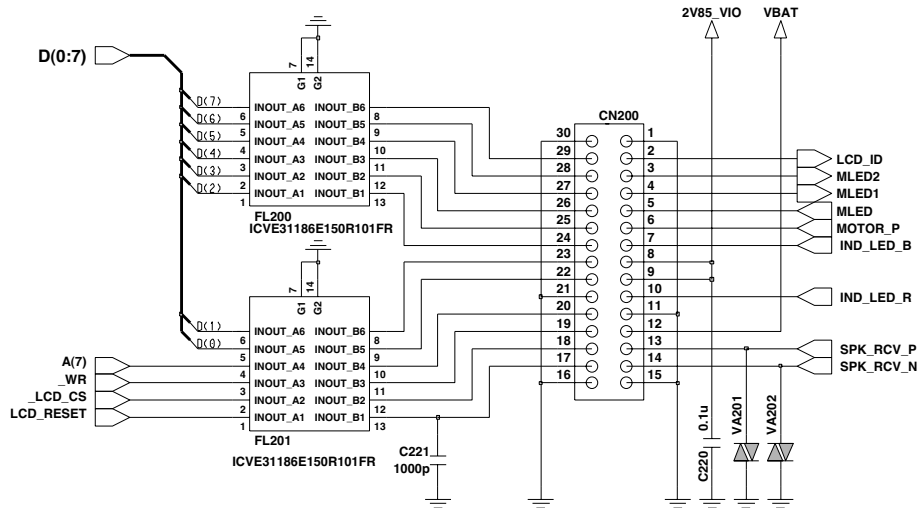 2V85_VIO VBAT
D(0:7)
7 14
G1 G2
CN200
D(7) INOUT_A6 INOUT_B6
D(6) 6 INOUT_A5 INOUT_B5 8
D(5) 5 INOUT_A4 INOUT_B4 9
D(4) 4 INOUT_A3 INOUT_B3 10
D(3) 3 INOUT_A2 INOUT_B2 11
D(2) 2 INOUT_A1 INOUT_B1 12
1 13
FL200
ICVE31186E150R101FR
30 1
29 2 LCD_ID
28 3 MLED2
27 4 MLED1
26 5 MLED
25 6 MOTOR_P
24 7 IND_LED_B
23 8
22 9
21 10 IND_LED_R
20 11
19 12
18 13 SPK_RCV_P
17 14 SPK_RCV_N
16 15
7 14
G1 G2
D(1) INOUT_A6 INOUT_B6
D(0) 6 INOUT_A5 INOUT_B5 8
A(7) 5 INOUT_A4 INOUT_B4 9
_WR 4 INOUT_A3 INOUT_B3 10
_LCD_CS 3 INOUT_A2 INOUT_B2 11
LCD_RESET 2 INOUT_A1 INOUT_B1 12
1 13
FL201
ICVE31186E150R101FR
C221
1000p
C220 0.1u
VA201
VA202